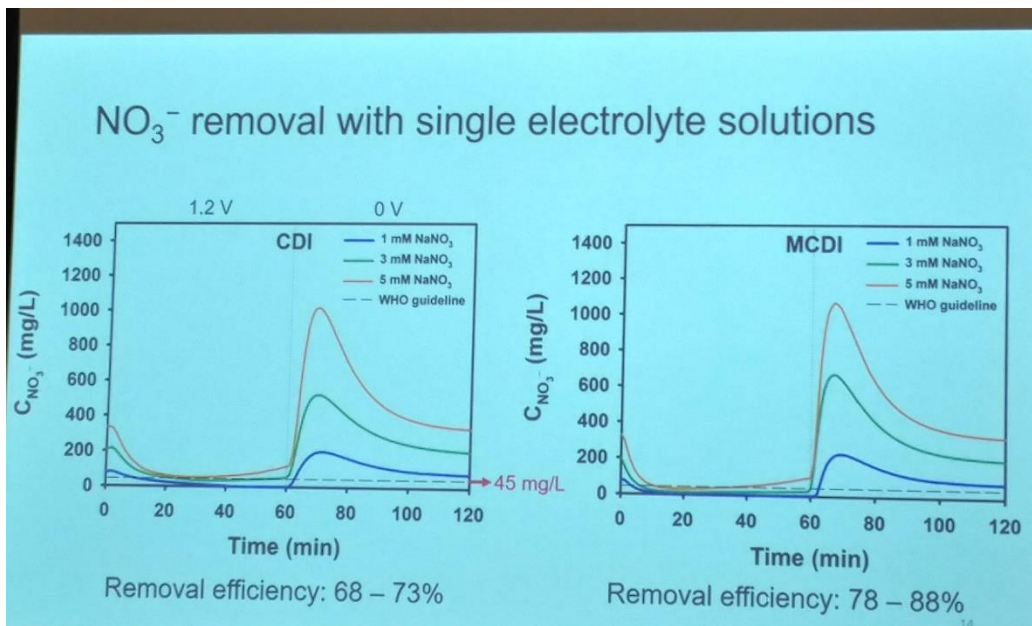 NO₃⁻ removal with single electrolyte solutions
1.2 V 0 V
CDI
1 mM NaNO₃
3 mM NaNO₃
5 mM NaNO₃
WHO guideline
1400
1200
1000
800
600
400
200
0
C_NO₃⁻ (mg/L)
0 20 40 60 80 100 120
Time (min)
45 mg/L
Removal efficiency: 68 – 73%
MCDI
1 mM NaNO₃
3 mM NaNO₃
5 mM NaNO₃
WHO guideline
1400
1200
1000
800
600
400
200
0
C_NO₃⁻ (mg/L)
0 20 40 60 80 100 120
Time (min)
Removal efficiency: 78 – 88%
14